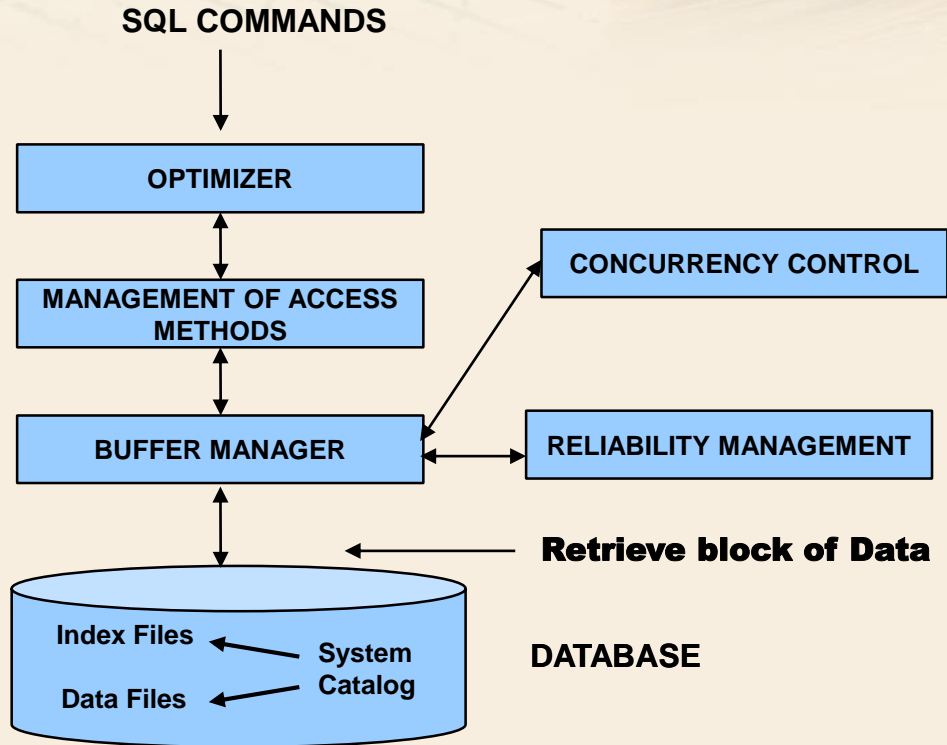 SQL COMMANDS
OPTIMIZER
CONCURRENCY CONTROL
MANAGEMENT OF ACCESS
METHODS
BUFFER MANAGER
RELIABILITY MANAGEMENT
Retrieve block of Data
Index Files
System
Catalog
Data Files
DATABASE